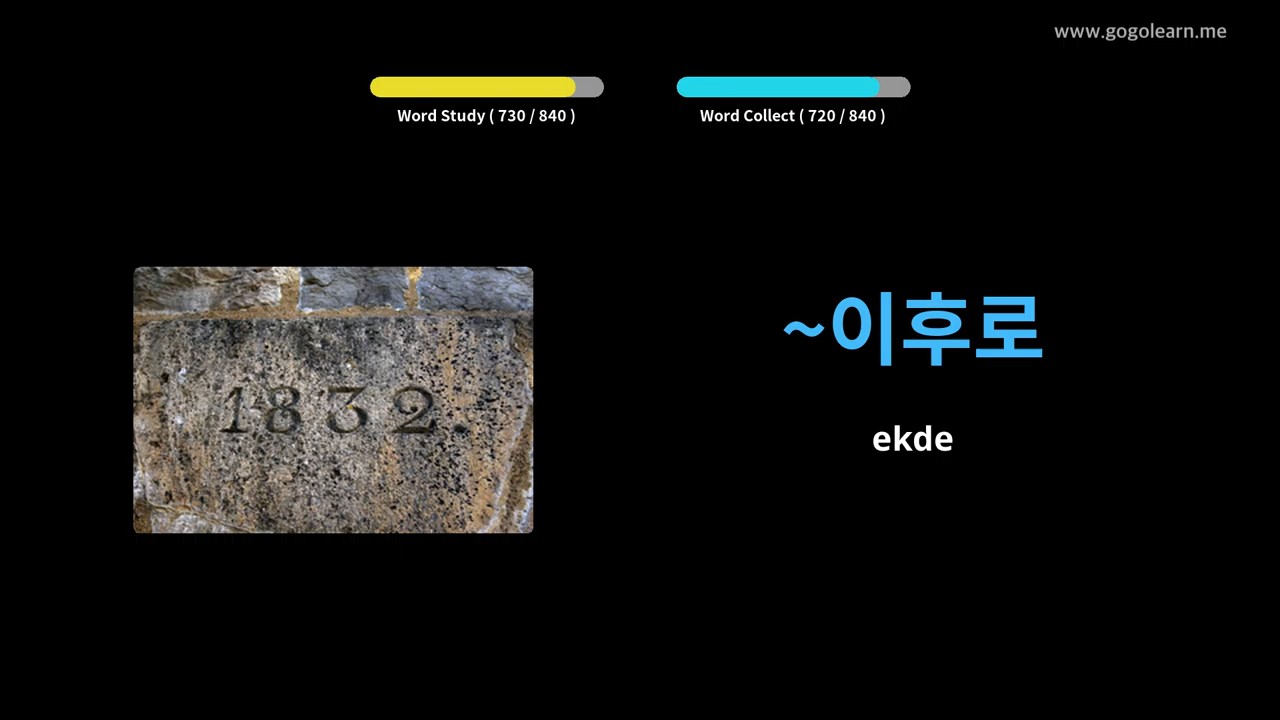 www.gogolearn.me
Word Study ( 730 / 840 )
Word Collect ( 720 / 840 )
~이후로
1832.
ekde